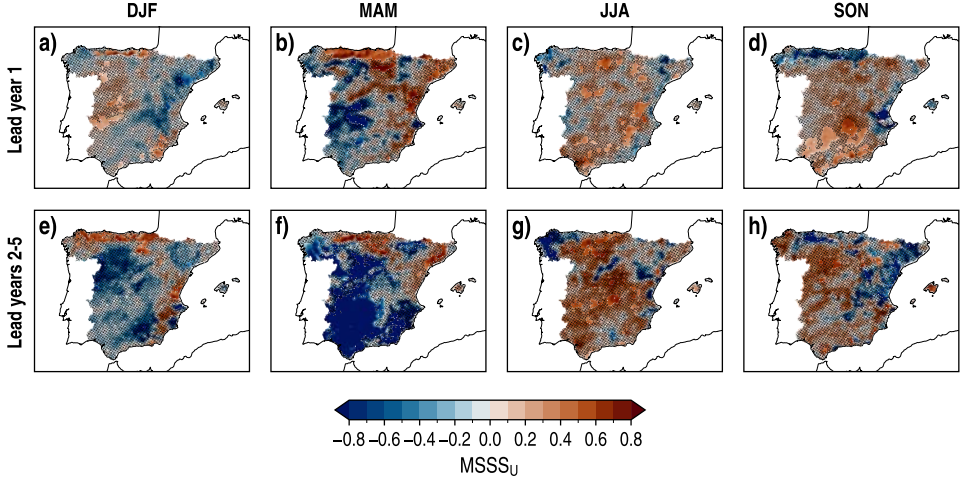 DJF MAM JJA SON
Lead year 1
a) b) c) d)
Lead years 2-5
e) f) g) h)
−0.8 −0.6 −0.4 −0.2 0.0 0.2 0.4 0.6 0.8
MSSS_U